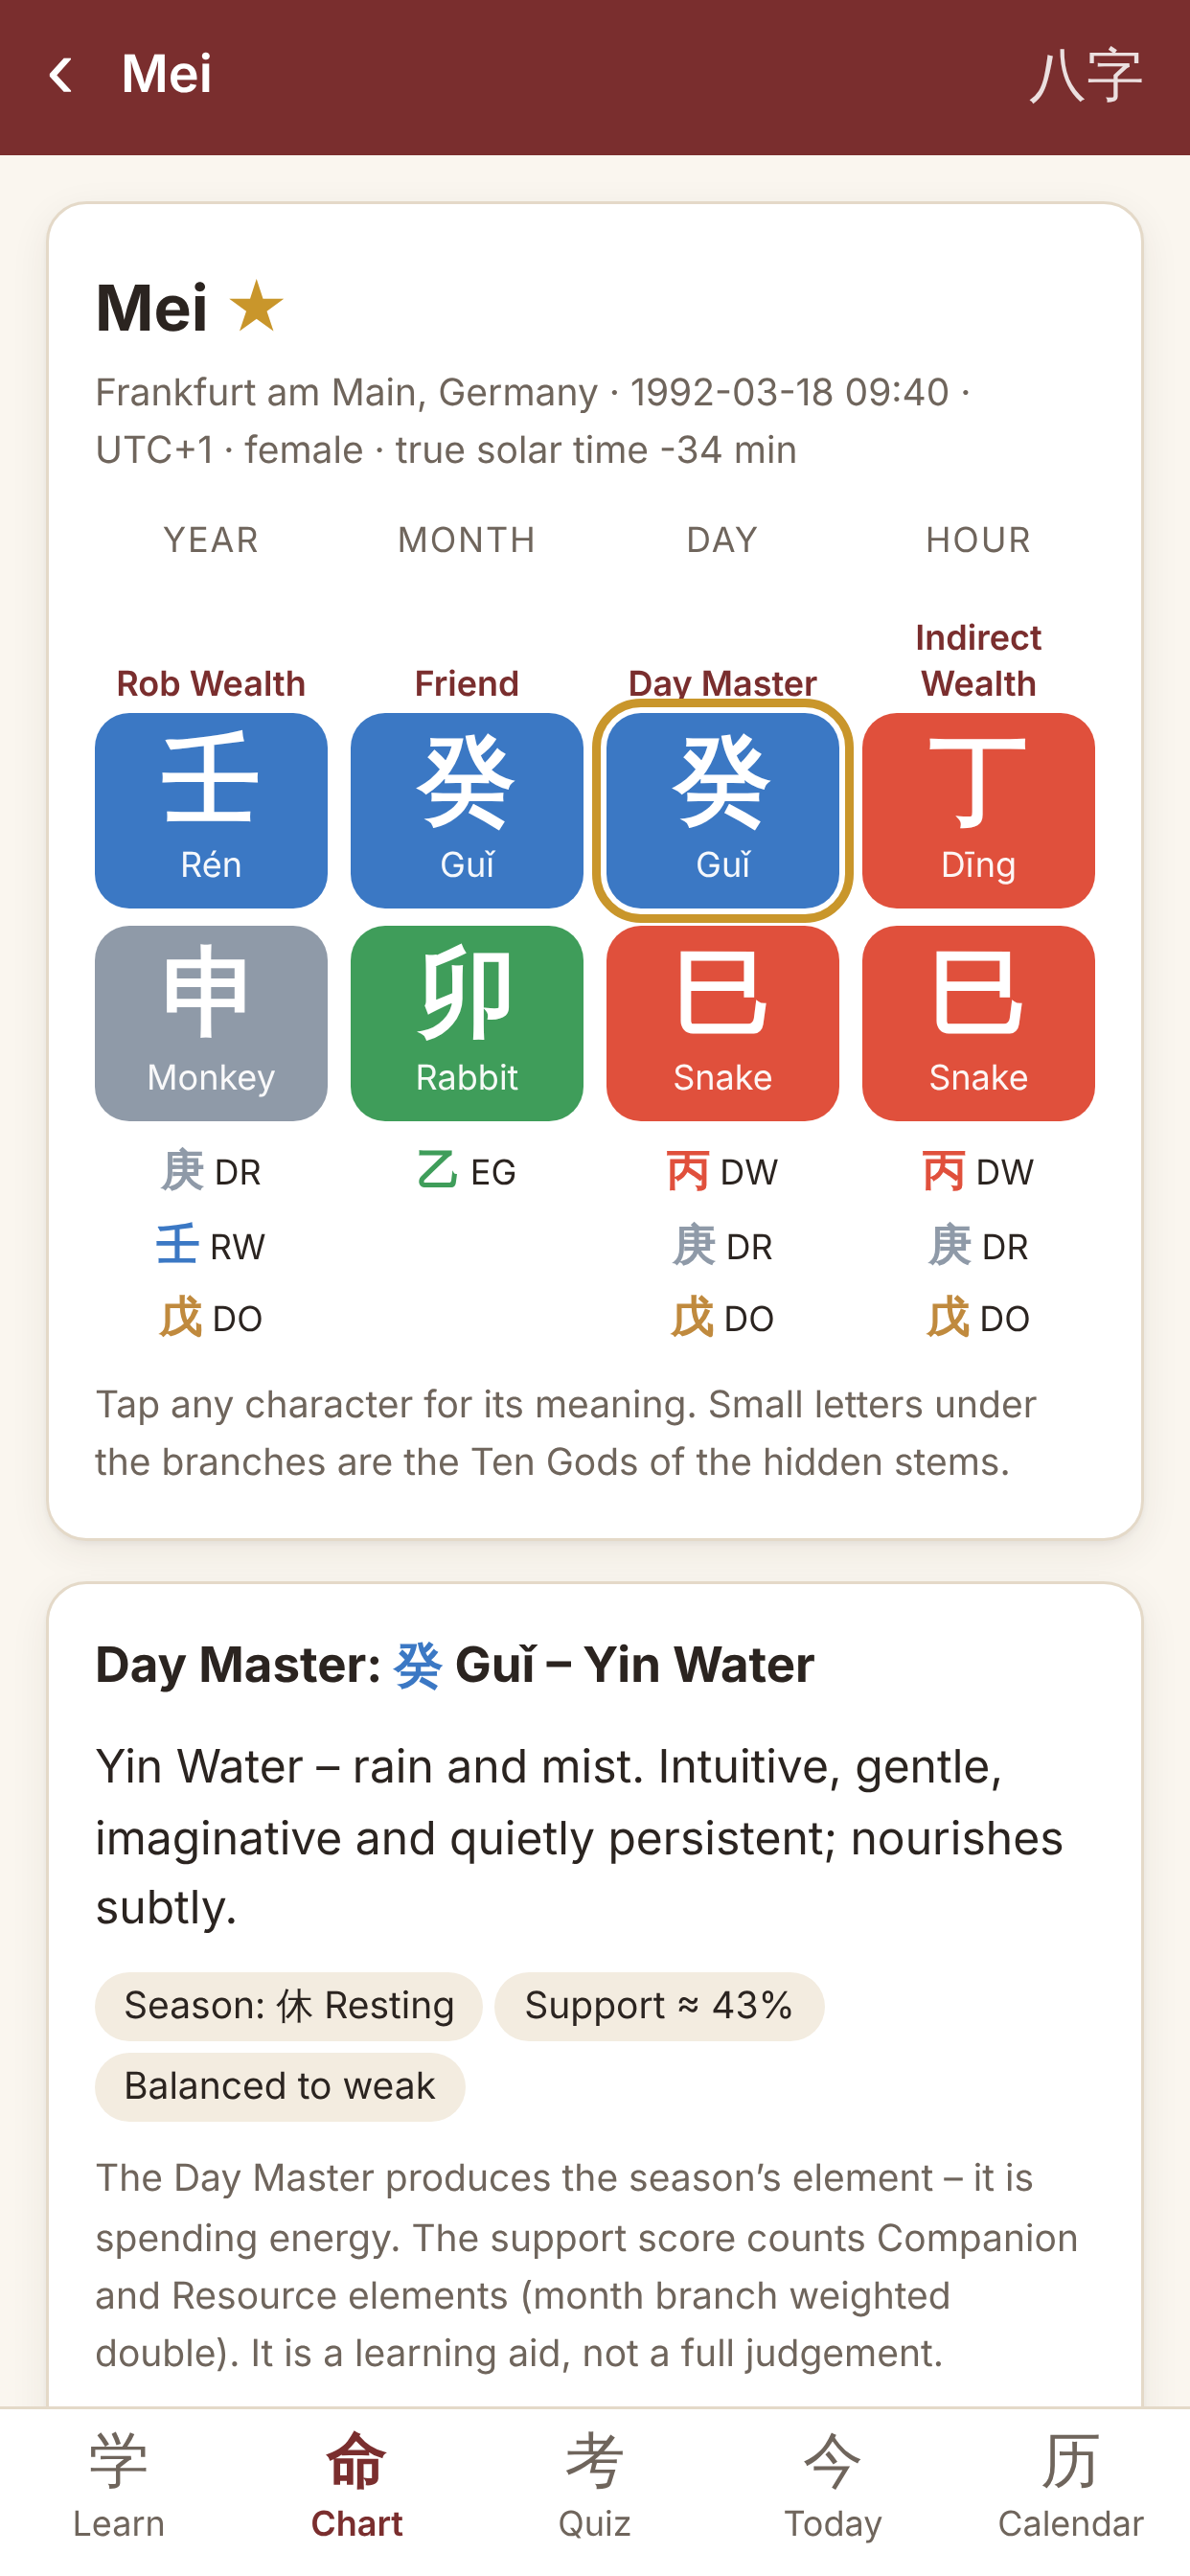 Mei
八字
Mei ★
Frankfurt am Main, Germany · 1992-03-18 09:40 ·
UTC+1 · female · true solar time -34 min
YEAR MONTH DAY HOUR
Rob Wealth Friend Day Master Indirect Wealth
壬 癸 癸 丁
Rén Guǐ Guǐ Dīng
申 卯 巳 巳
Monkey Rabbit Snake Snake
庚 DR 乙 EG 丙 DW 丙 DW
壬 RW 庚 DR 庚 DR
戊 DO 戊 DO 戊 DO
Tap any character for its meaning. Small letters under
the branches are the Ten Gods of the hidden stems.
Day Master: 癸 Guǐ – Yin Water
Yin Water – rain and mist. Intuitive, gentle,
imaginative and quietly persistent; nourishes
subtly.
Season: 休 Resting Support ≈ 43%
Balanced to weak
The Day Master produces the season’s element – it is
spending energy. The support score counts Companion
and Resource elements (month branch weighted
double). It is a learning aid, not a full judgement.
学 命 考 今 历
Learn Chart Quiz Today Calendar